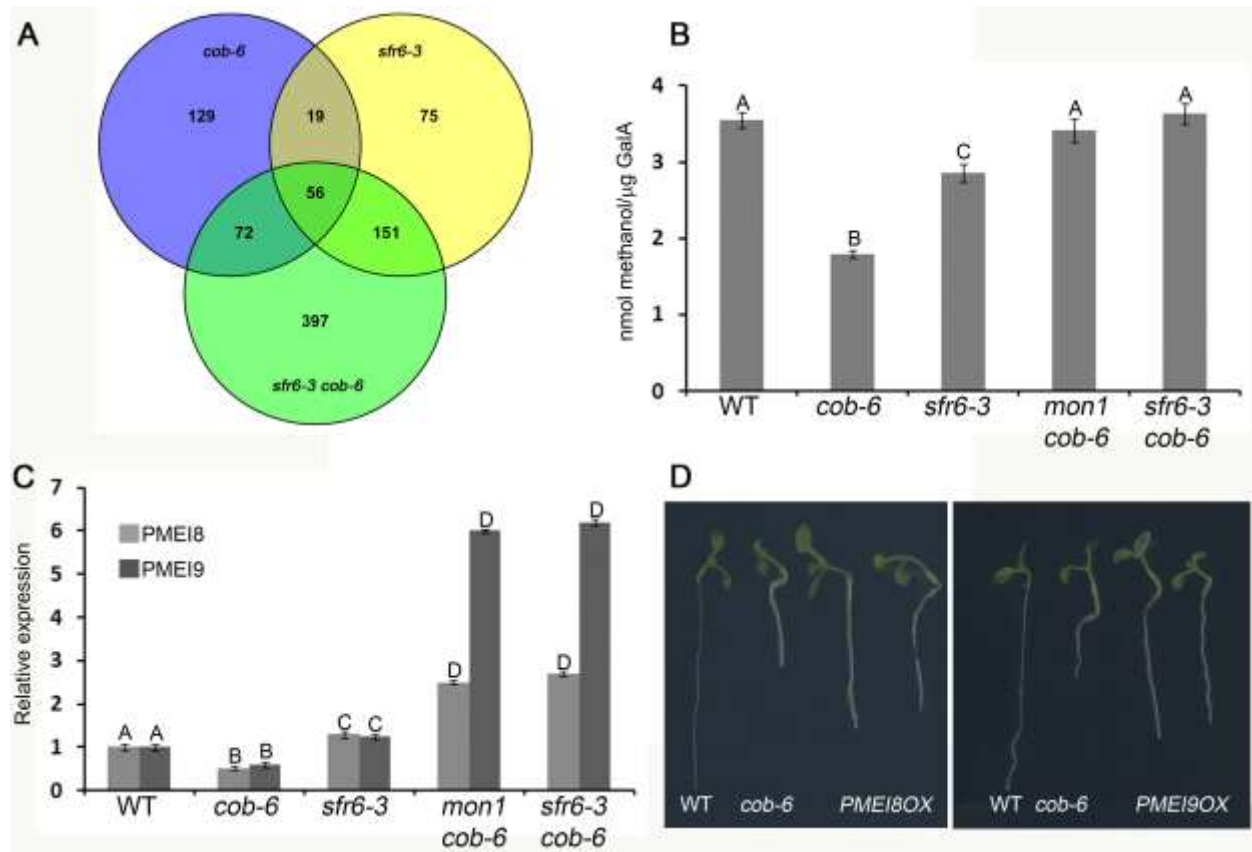 A
cob-6
sfr6-3
129
19
75
56
72
151
397
sfr6-3 cob-6
B
nmol methanol/µg GalA
4
3
2
1
0
A
B
C
A
A
WT
cob-6
sfr6-3
mon1 cob-6
sfr6-3 cob-6
C
Relative expression
7
6
5
4
3
2
1
0
PMEI8
PMEI9
A A
B B
C C
D D
D D
WT
cob-6
sfr6-3
mon1 cob-6
sfr6-3 cob-6
D
WT cob-6 PMEI8OX
WT cob-6 PMEI9OX